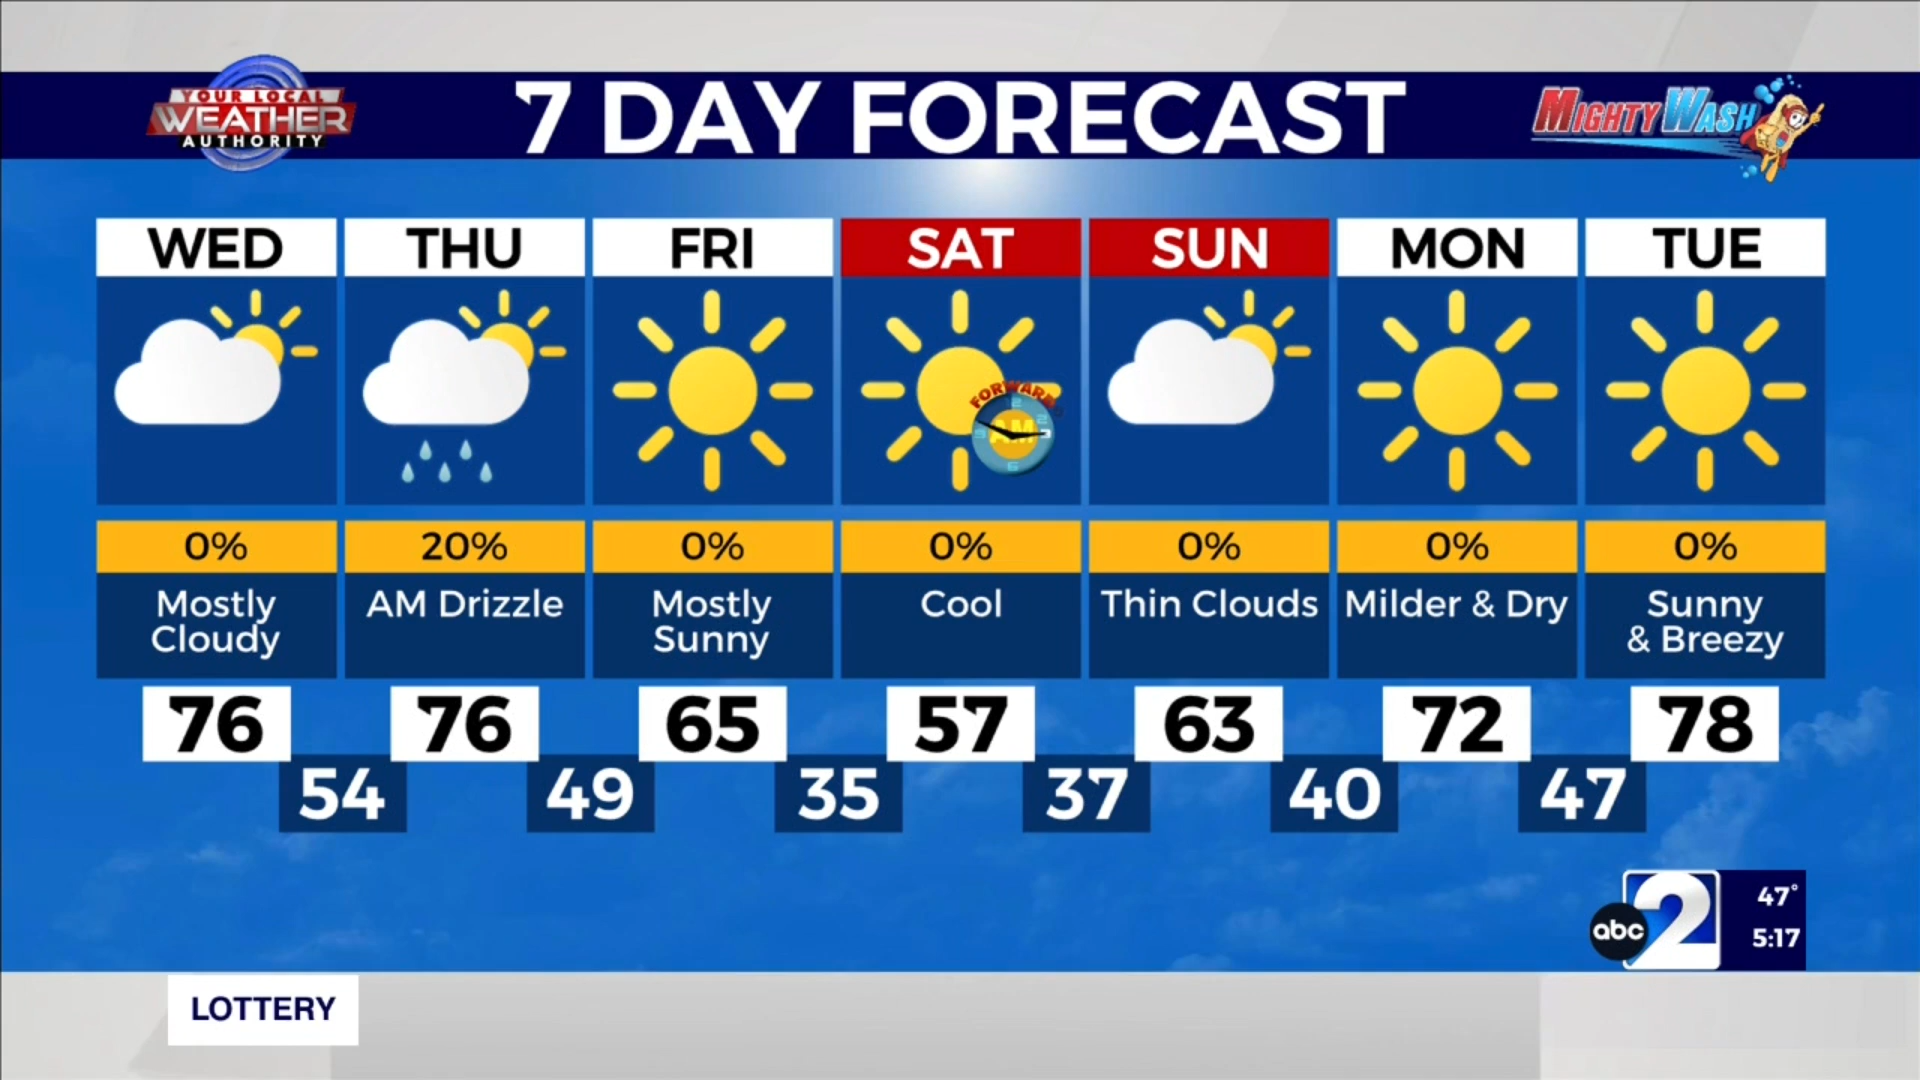 YOUR LOCAL
WEATHER
AUTHORITY
7 DAY FORECAST
MIGHTY WASH
WED THU FRI SAT SUN MON TUE
FORWARD
AM
0% 20% 0% 0% 0% 0% 0%
Mostly Cloudy
AM Drizzle
Mostly Sunny
Cool
Thin Clouds
Milder & Dry
Sunny & Breezy
76 76 65 57 63 72 78
54 49 35 37 40 47
abc 2
47°
5:17
LOTTERY